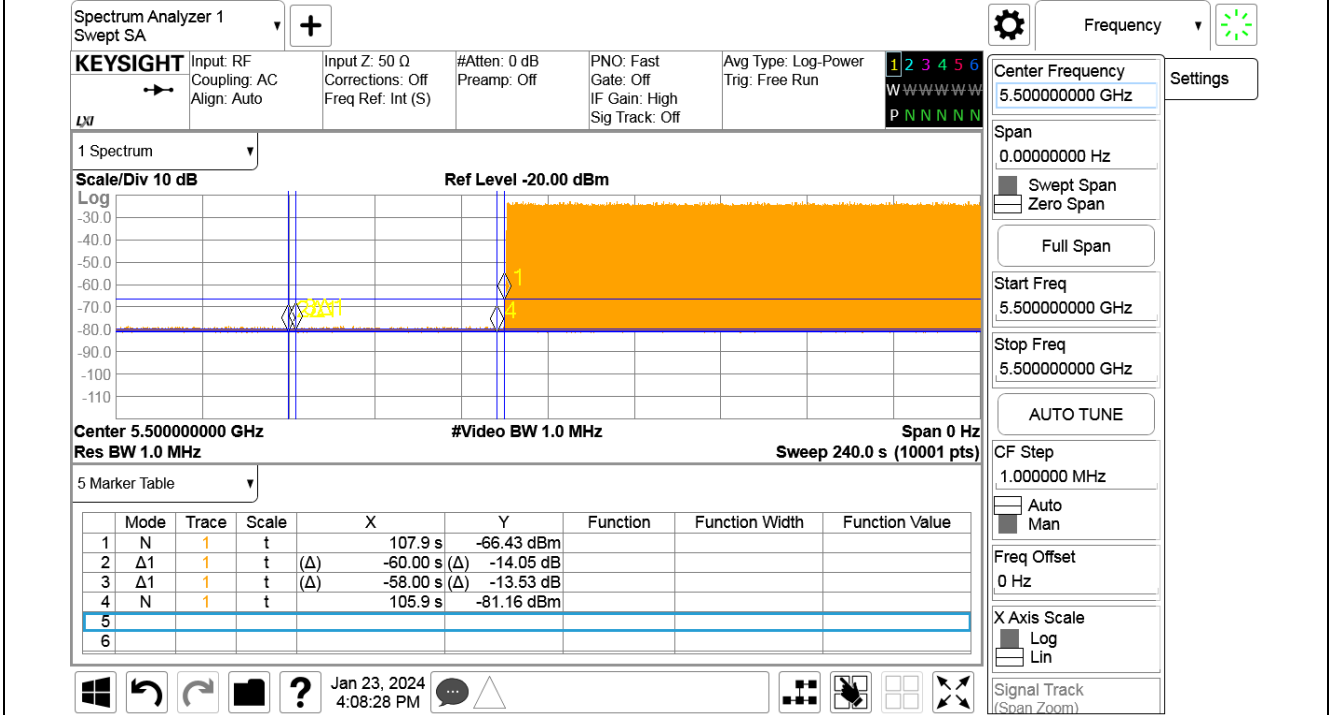 Spectrum Analyzer 1
Swept SA
Frequency
KEYSIGHT
LXI
Input: RF
Coupling: AC
Align: Auto
Input Z: 50 Ω
Corrections: Off
Freq Ref: Int (S)
#Atten: 0 dB
Preamp: Off
PNO: Fast
Gate: Off
IF Gain: High
Sig Track: Off
Avg Type: Log-Power
Trig: Free Run
1 2 3 4 5 6
W W W W W W
P N N N N N
Center Frequency
5.500000000 GHz
Settings
Span
0.00000000 Hz
Swept Span
Zero Span
Full Span
Start Freq
5.500000000 GHz
Stop Freq
5.500000000 GHz
AUTO TUNE
CF Step
1.000000 MHz
Auto
Man
Freq Offset
0 Hz
X Axis Scale
Log
Lin
Signal Track
(Span Zoom)
1 Spectrum
Scale/Div 10 dB
Ref Level -20.00 dBm
Log
-30.0
-40.0
-50.0
-60.0
-70.0
-80.0
-90.0
-100
-110
1
4
Center 5.500000000 GHz
#Video BW 1.0 MHz
Span 0 Hz
Res BW 1.0 MHz
Sweep 240.0 s (10001 pts)
5 Marker Table
Mode Trace Scale X Y Function Function Width Function Value
1 N 1 t 107.9 s -66.43 dBm
2 Δ1 1 t (Δ) -60.00 s (Δ) -14.05 dB
3 Δ1 1 t (Δ) -58.00 s (Δ) -13.53 dB
4 N 1 t 105.9 s -81.16 dBm
5
6
?
Jan 23, 2024
4:08:28 PM